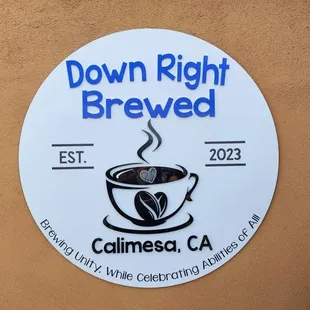 Down Right
Brewed
EST. 2023
Calimesa, CA
Brewing Unity, While Celebrating Abilities of All!